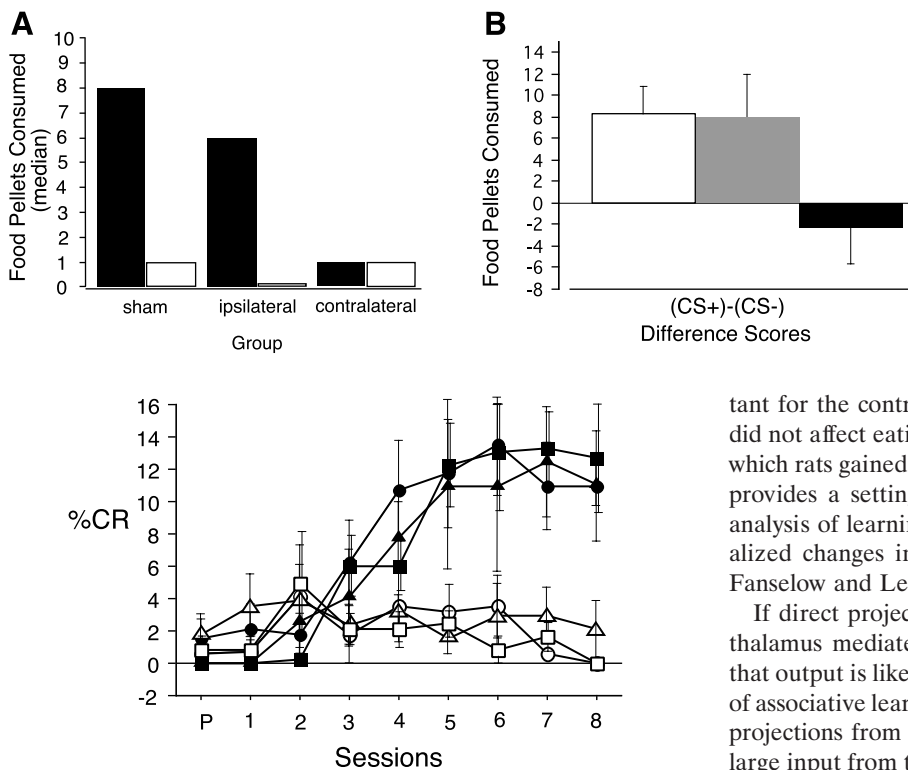 A
10
9
8
7
6
5
4
3
2
1
0
Food Pellets Consumed
(median)
sham ipsilateral contralateral
Group
B
14
12
10
8
6
4
2
0
-2
-4
-6
-8
Food Pellets Consumed
(CS+)-(CS-)
Difference Scores
16
14
12
10
8
6
4
2
0
-2
%CR
P 1 2 3 4 5 6 7 8
Sessions
tant for the contr
did not affect eati
which rats gained
provides a settin
analysis of learnin
alized changes in
Fanselow and Le
If direct project
thalamus mediate
that output is like
of associative lear
projections from
large input from t